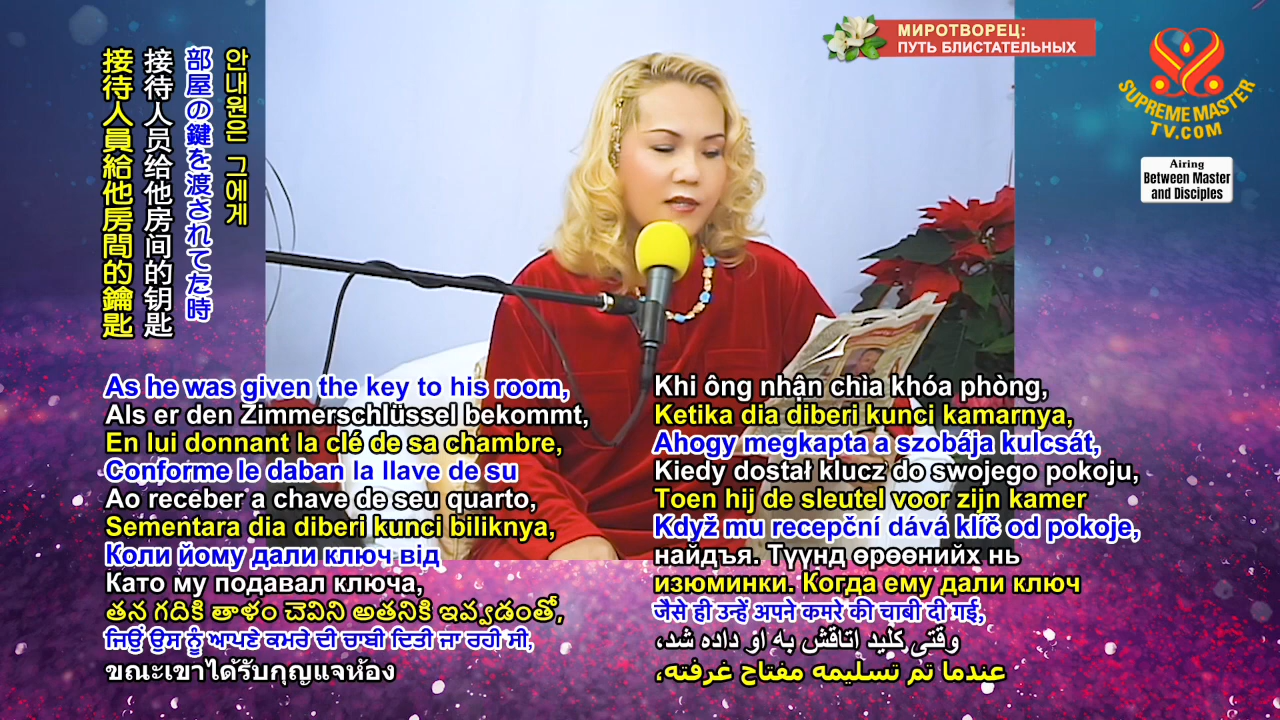 МИРОТВОРЕЦ:
ПУТЬ БЛИСТАТЕЛЬНЫХ
SUPREME MASTER
TV.COM
Airing
Between Master
and Disciples
안내원은 그에게
部屋の鍵を渡されてた時
接待人员给他房间的钥匙
接待人員給他房間的鑰匙
As he was given the key to his room,
Als er den Zimmerschlüssel bekommt,
En lui donnant la clé de sa chambre,
Conforme le daban la llave de su
Ao receber a chave de seu quarto,
Sementara dia diberi kunci biliknya,
Коли йому дали ключ від
Като му подавал ключа,
తన గదికి తాళం చెవిని అతనికి ఇవ్వడంతో,
ਜਿਉਂ ਉਸ ਨੂੰ ਆਪਣੇ ਕਮਰੇ ਦੀ ਚਾਬੀ ਦਿਤੀ ਜਾ ਰਹੀ ਸੀ,
ขณะเขาได้รับกุญแจห้อง
Khi ông nhận chìa khóa phòng,
Ketika dia diberi kunci kamarnya,
Ahogy megkapta a szobája kulcsát,
Kiedy dostał klucz do swojego pokoju,
Toen hij de sleutel voor zijn kamer
Když mu recepční dává klíč od pokoje,
найдъя. Түүнд өрөөнийх нь
изюминки. Когда ему дали ключ
जैसे ही उन्हें अपने कमरे की चाबी दी गई,
وقتی کلید اتاقش به او داده شد،
عندما تم تسليمه مفتاح غرفته،